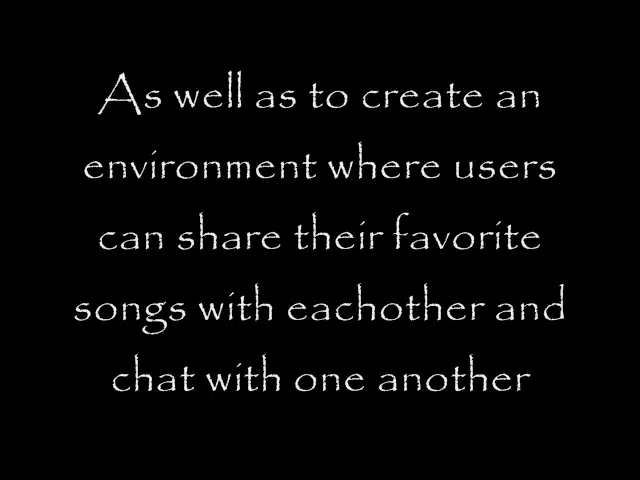 As well as to create an
environment where users
can share their favorite
songs with eachother and
chat with one another